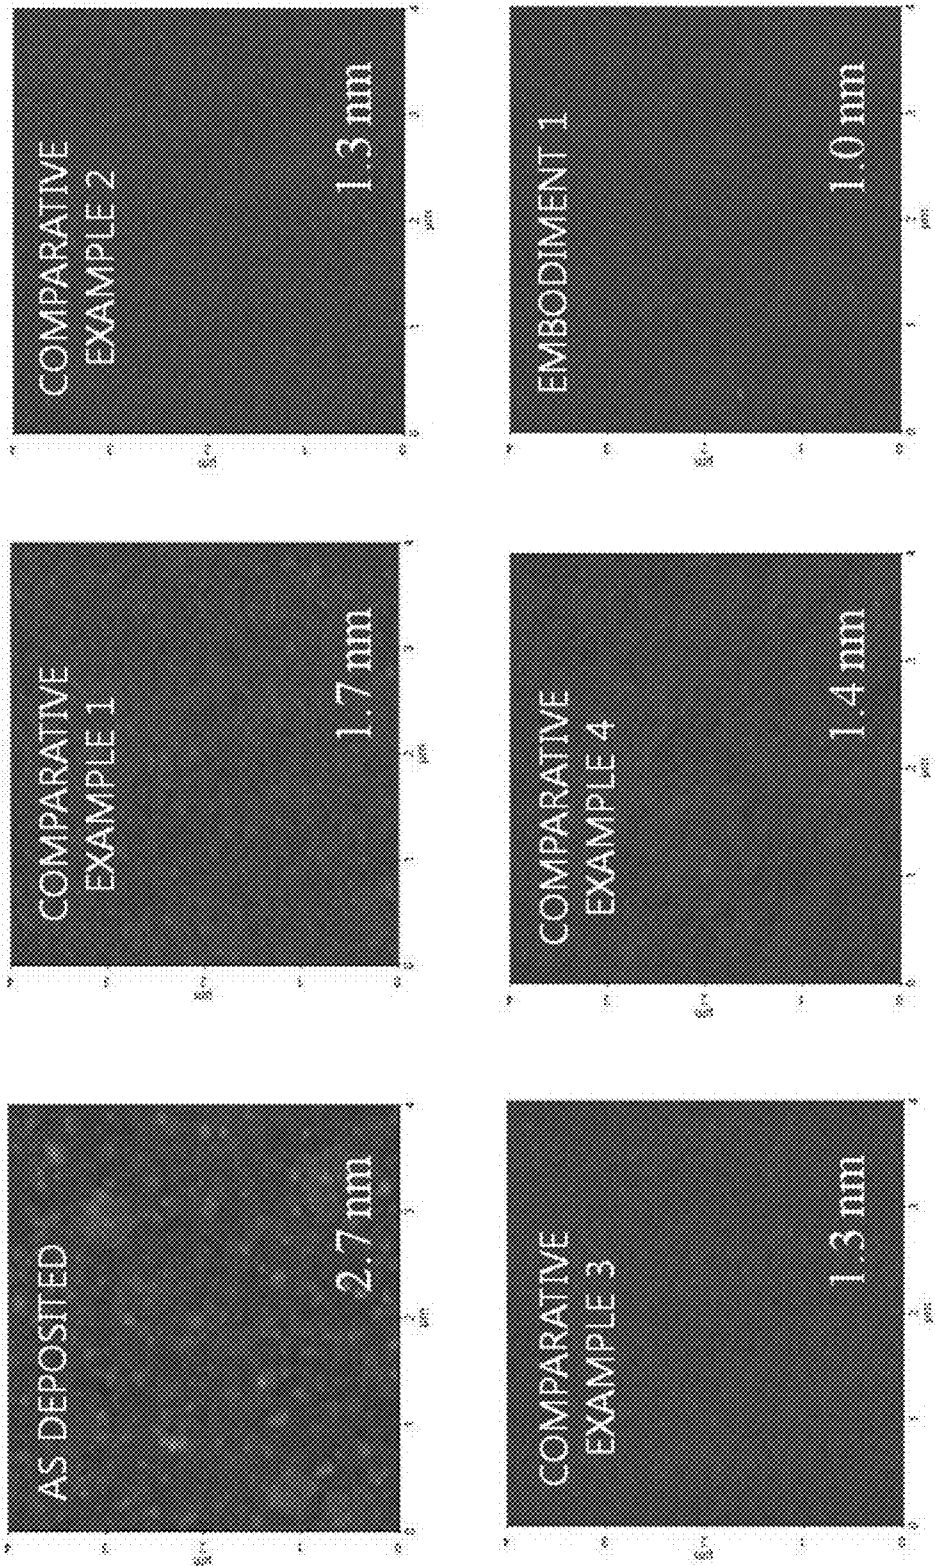 AS DEPOSITED
2.7 nm
COMPARATIVE
EXAMPLE 1
1.7 nm
COMPARATIVE
EXAMPLE 2
1.3 nm
COMPARATIVE
EXAMPLE 3
1.3 nm
COMPARATIVE
EXAMPLE 4
1.4 nm
EMBODIMENT 1
1.0 nm